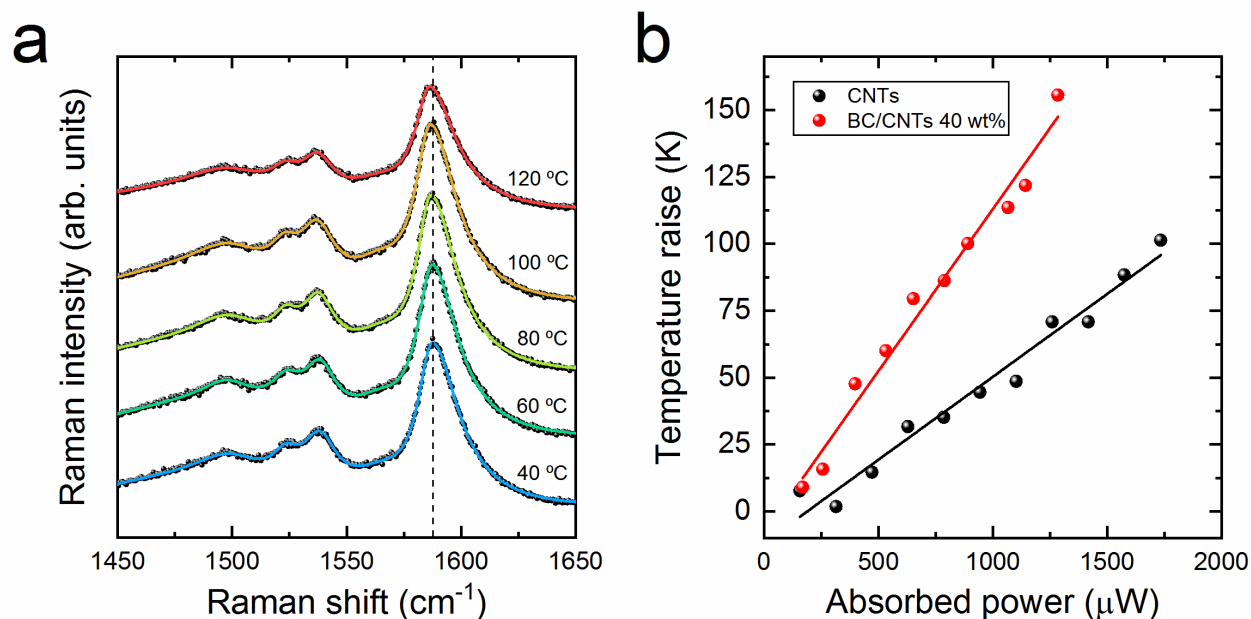 a
Raman intensity (arb. units)
120 ºC
100 ºC
80 ºC
60 ºC
40 ºC
1450 1500 1550 1600 1650
Raman shift (cm⁻¹)
b
Temperature raise (K)
150
125
100
75
50
25
0
CNTs
BC/CNTs 40 wt%
0 500 1000 1500 2000
Absorbed power (μW)